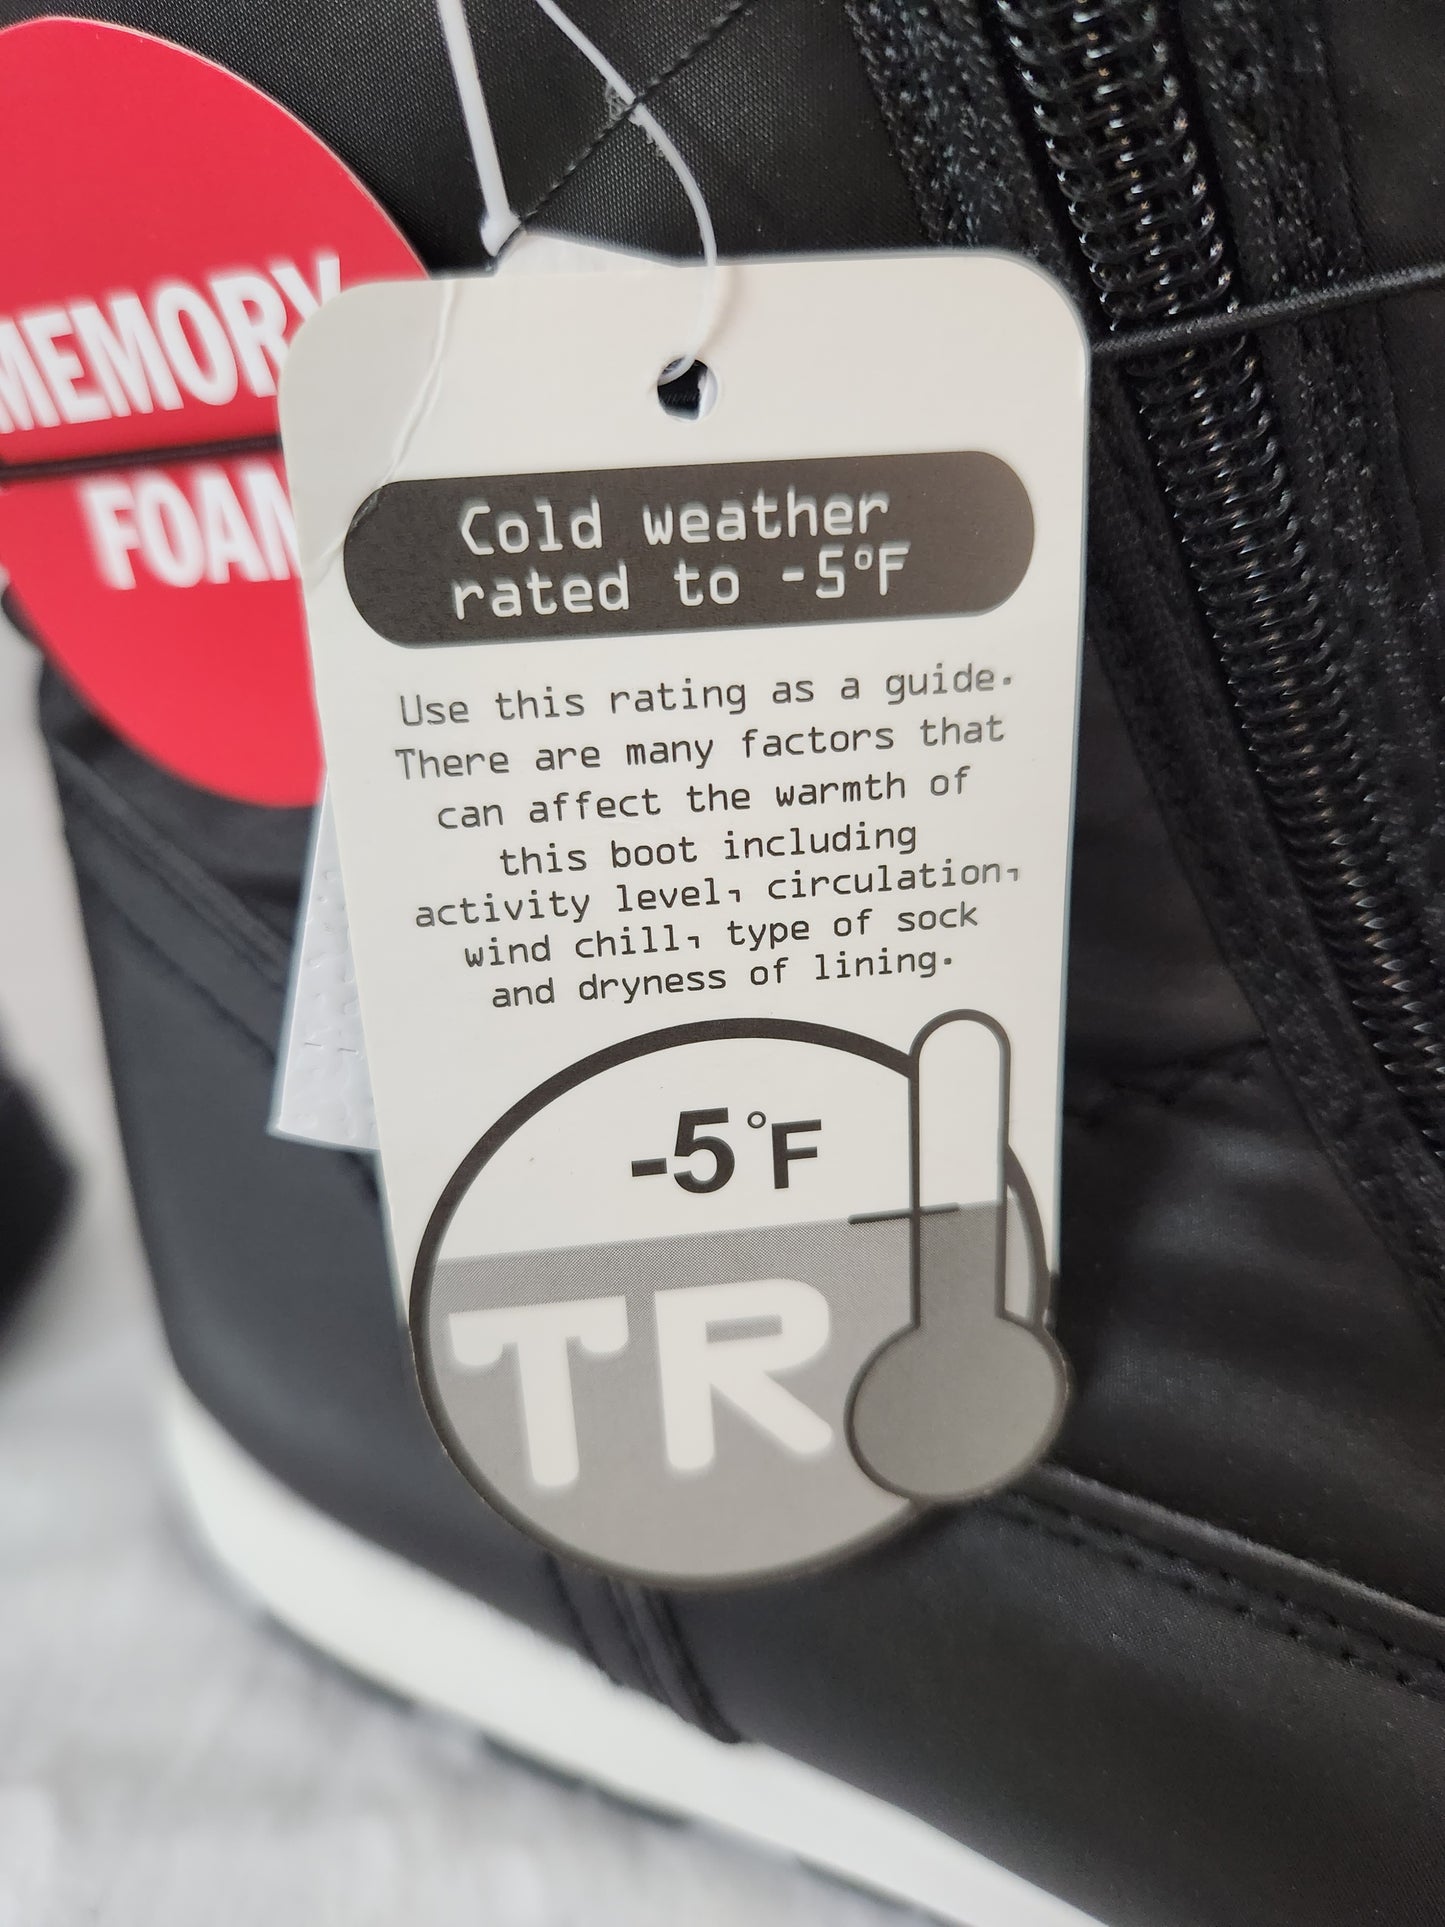 MEMORY
FOAM
Cold weather
rated to -5°F
Use this rating as a guide.
There are many factors that
can affect the warmth of
this boot including
activity level, circulation,
wind chill, type of sock
and dryness of lining.
-5°F
TR